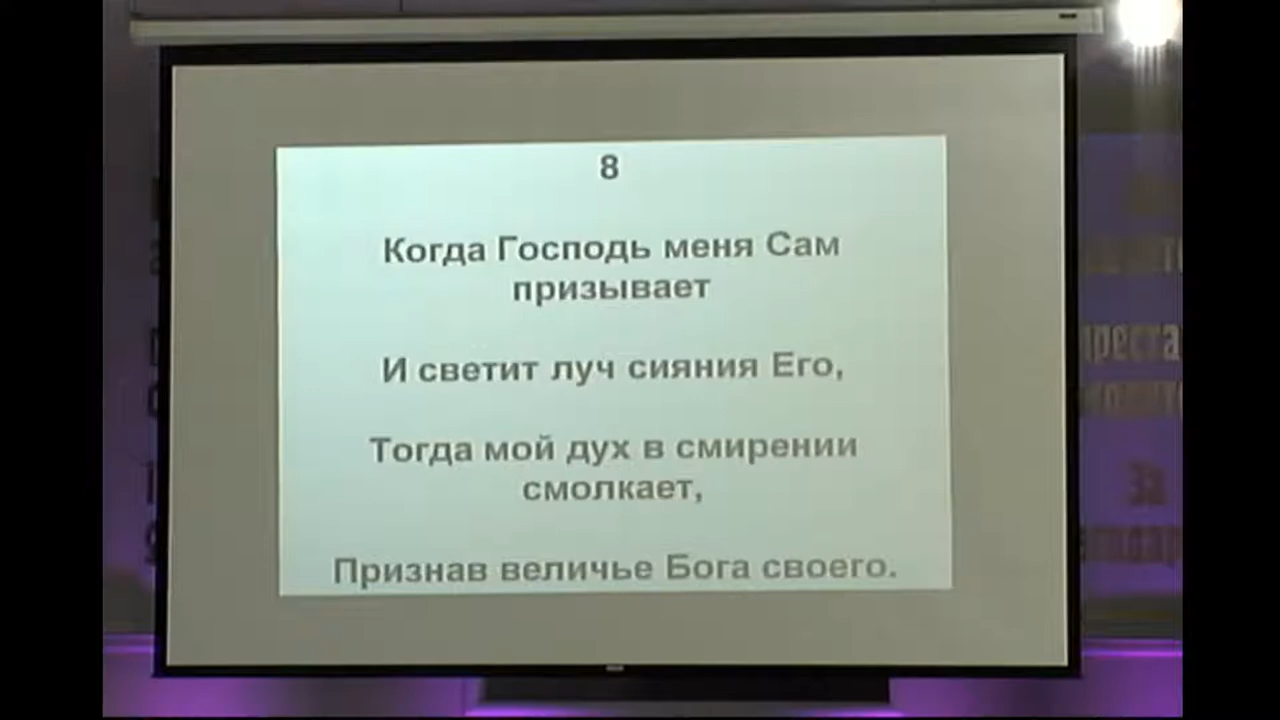 8
Когда Господь меня Сам
призывает
И светит луч сияния Его,
Тогда мой дух в смирении
смолкает,
Признав величье Бога своего.
За